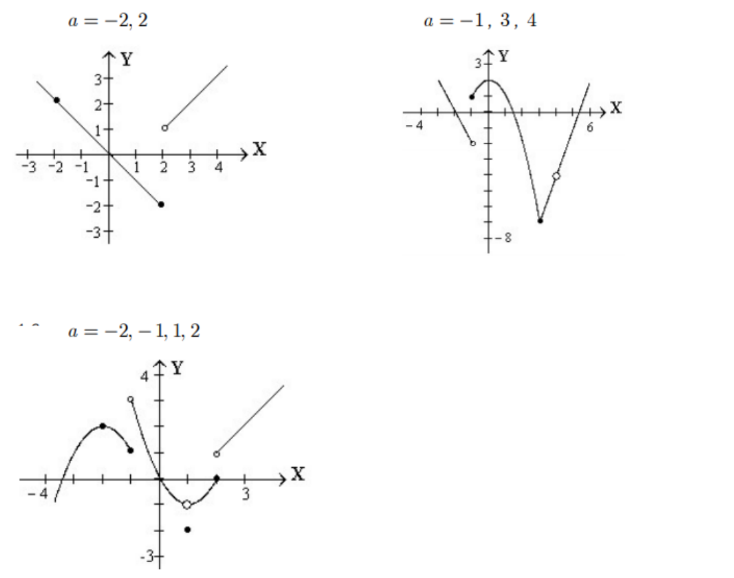 a = −2, 2
Y
3
2
1
X
−3 −2 −1 1 2 3 4
−1
−2
−3
a = −1, 3, 4
Y
3
X
−4 6
−8
a = −2, −1, 1, 2
Y
4
X
−4 3
−3